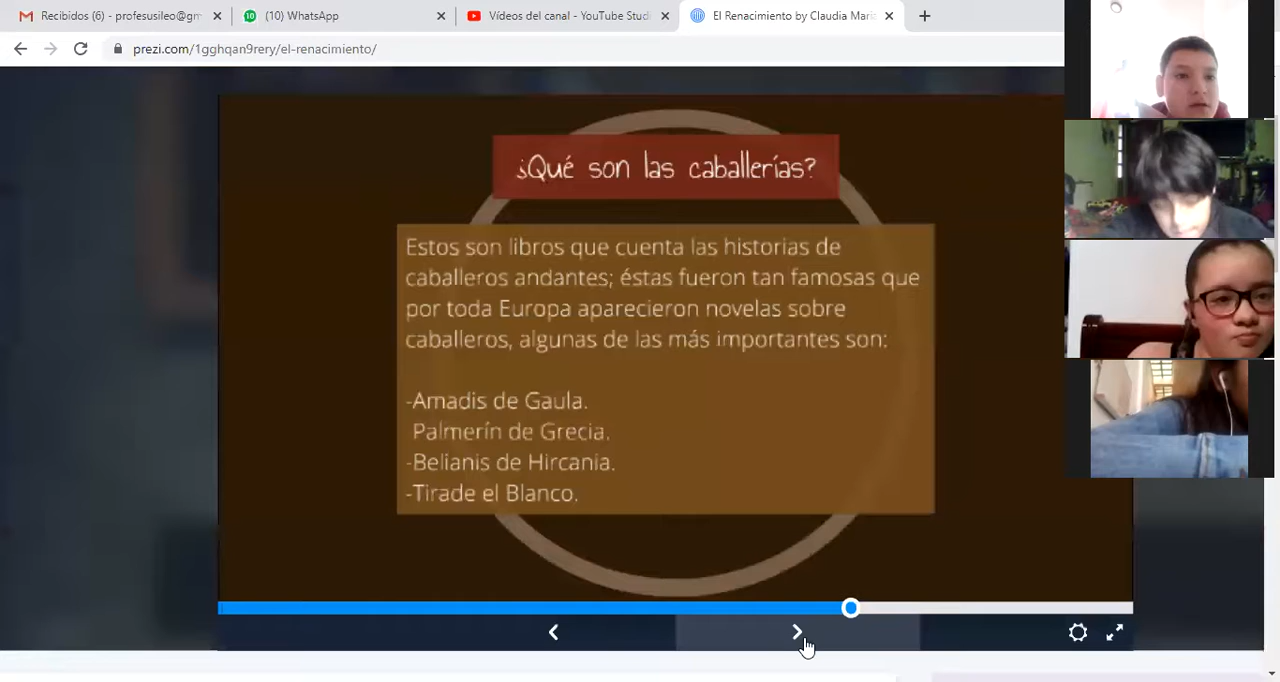 Recibidos (6) - profesusileo@gm
(10) WhatsApp
Vídeos del canal - YouTube Studi
El Renacimiento by Claudia Maria
prezi.com/1gghqan9rery/el-renacimiento/
¿Qué son las caballerías?
Estos son libros que cuenta las historias de
caballeros andantes; éstas fueron tan famosas que
por toda Europa aparecieron novelas sobre
caballeros, algunas de las más importantes son:
-Amadis de Gaula.
Palmerín de Grecia.
-Belianis de Hircania.
-Tirade el Blanco.